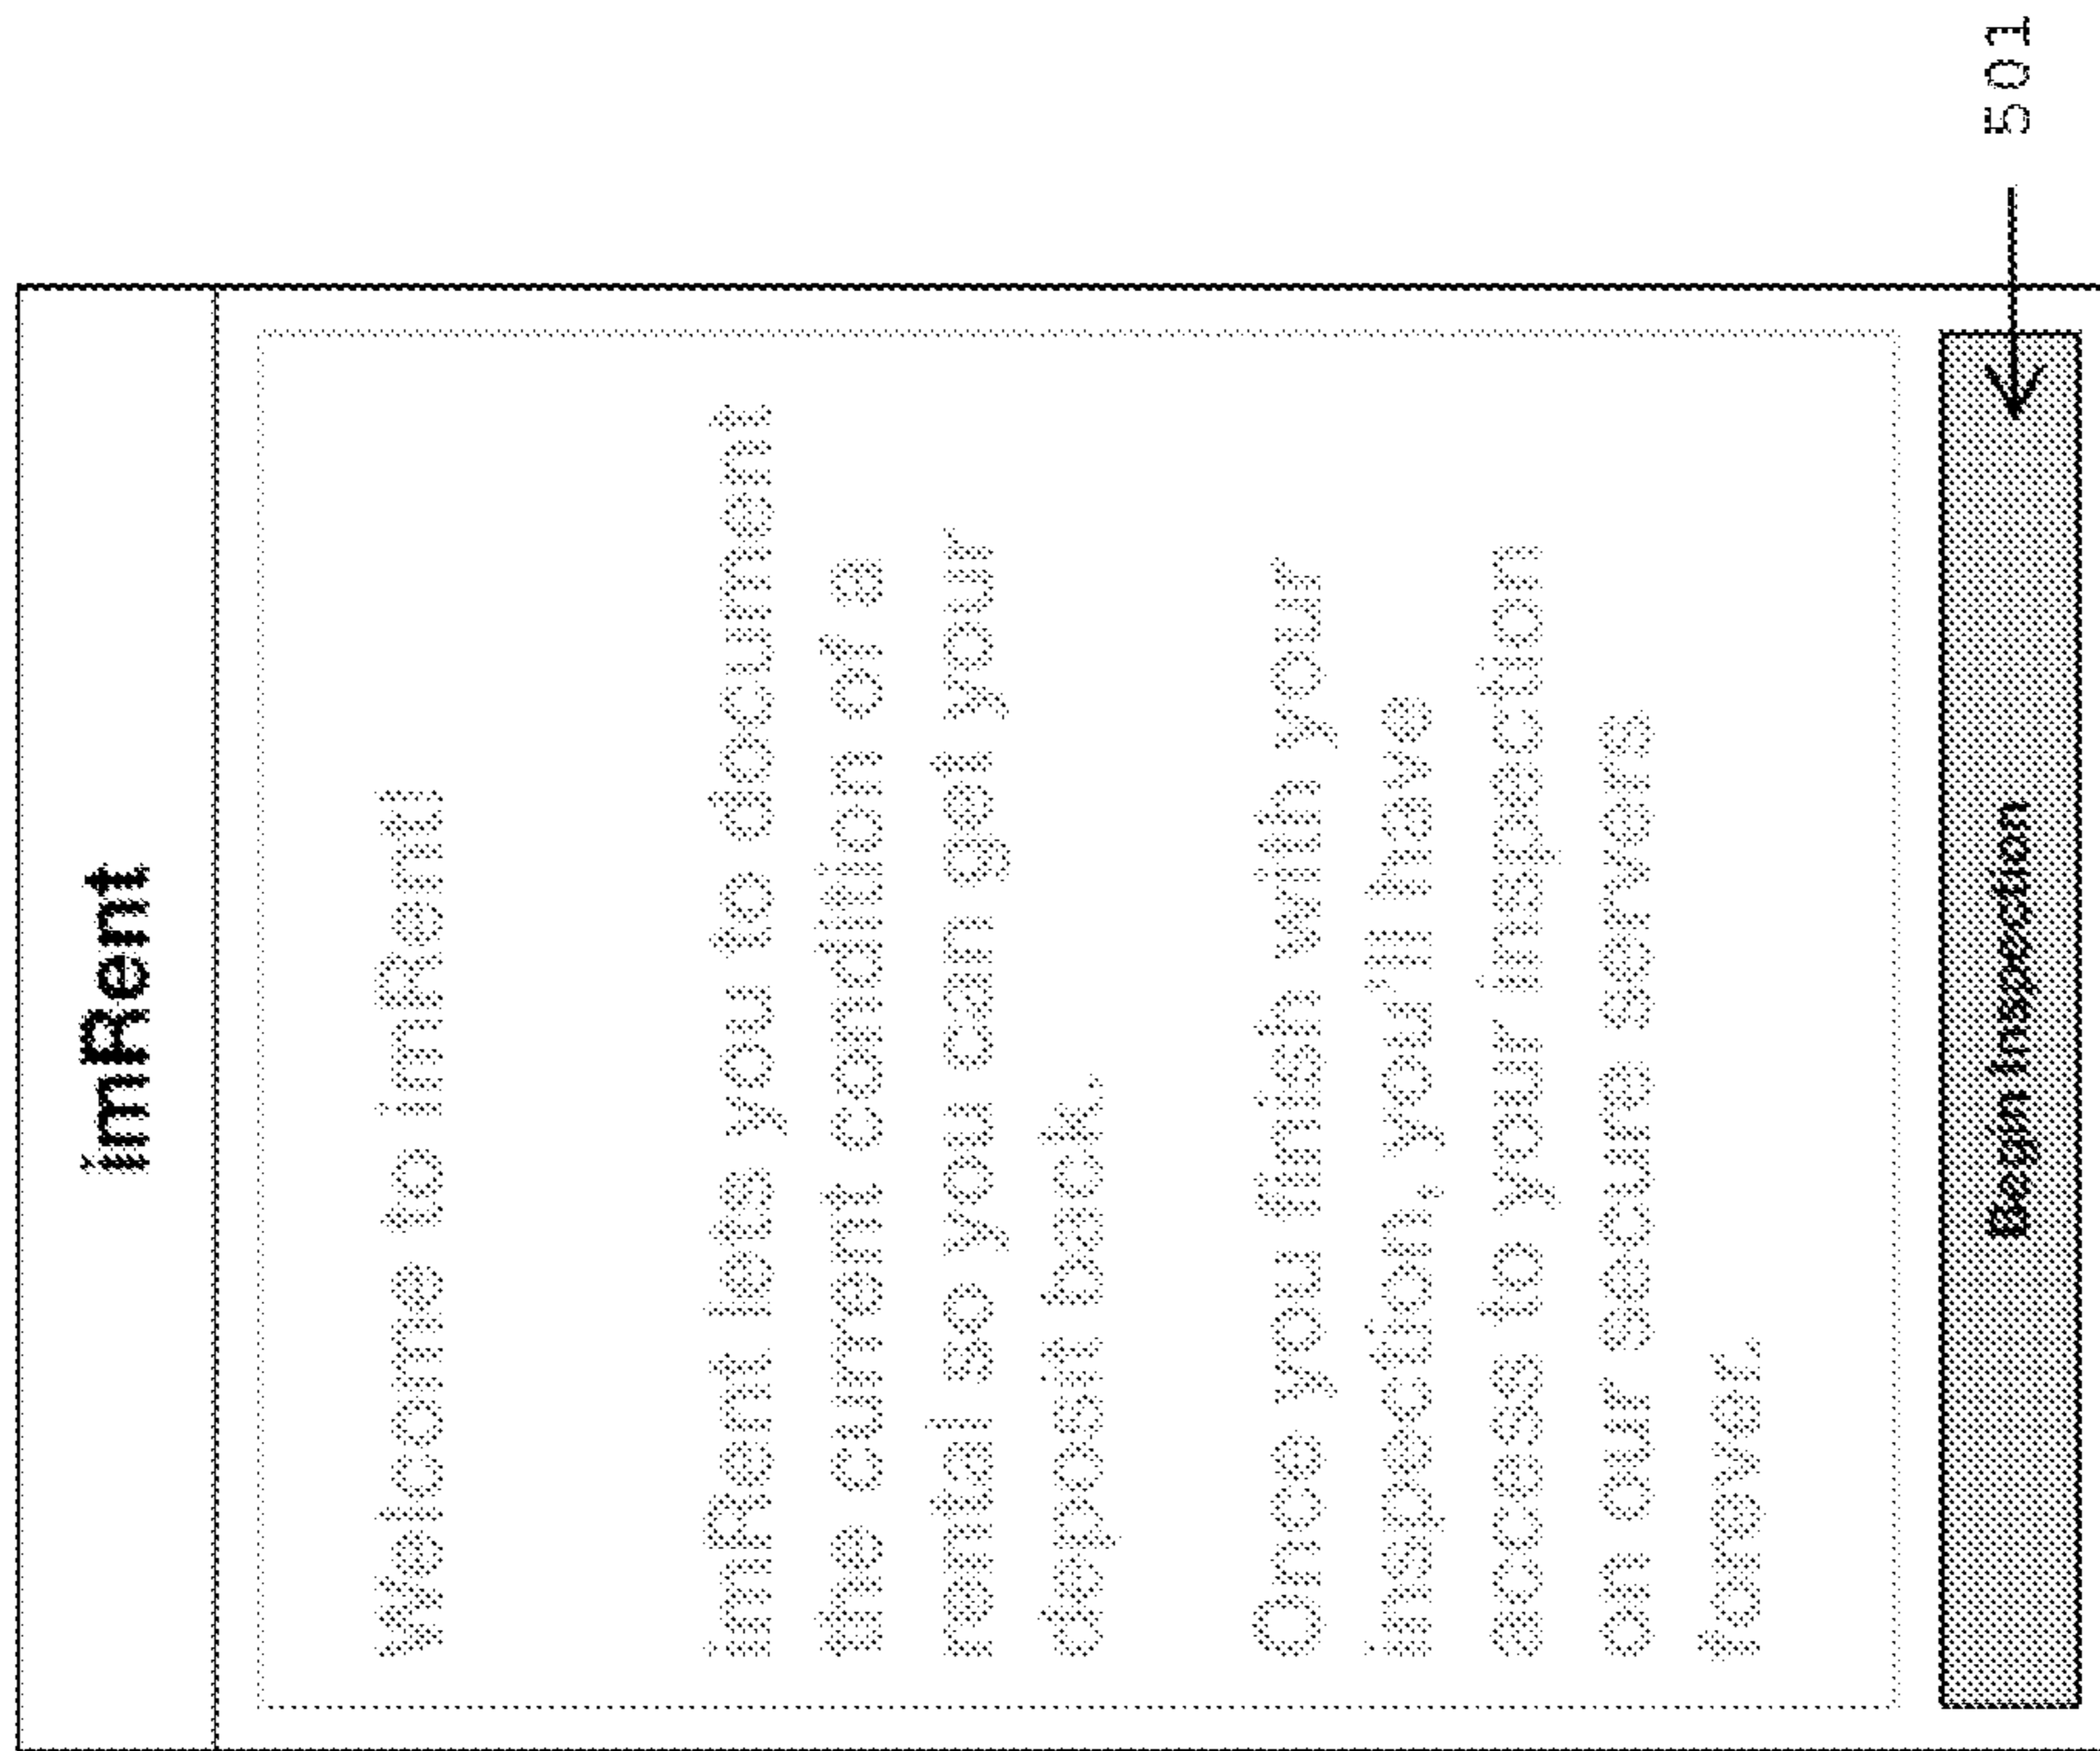 imRent
Welcome to imRent!
imRent lets you to document
the current condition of a
rental so you can get your
deposit back.
Once you finish with your
inspection, you'll have
access to your inspection
on our secure servers
forever.
Begin Inspection
501